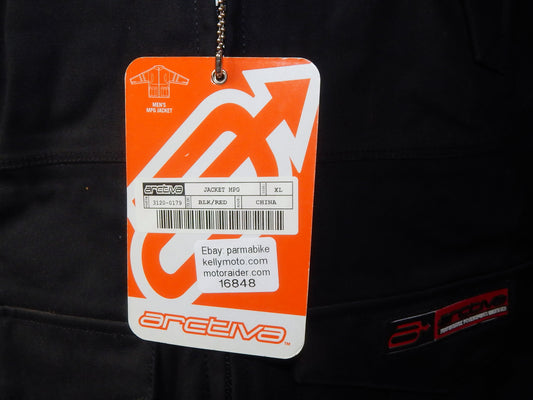 MEN'S
MPG JACKET
arctiva JACKET MPG XL
3120-0179 BLK/RED CHINA
Ebay: parmabike
kellymoto.com
motoraider.com
16848
arctiva™
arctiva